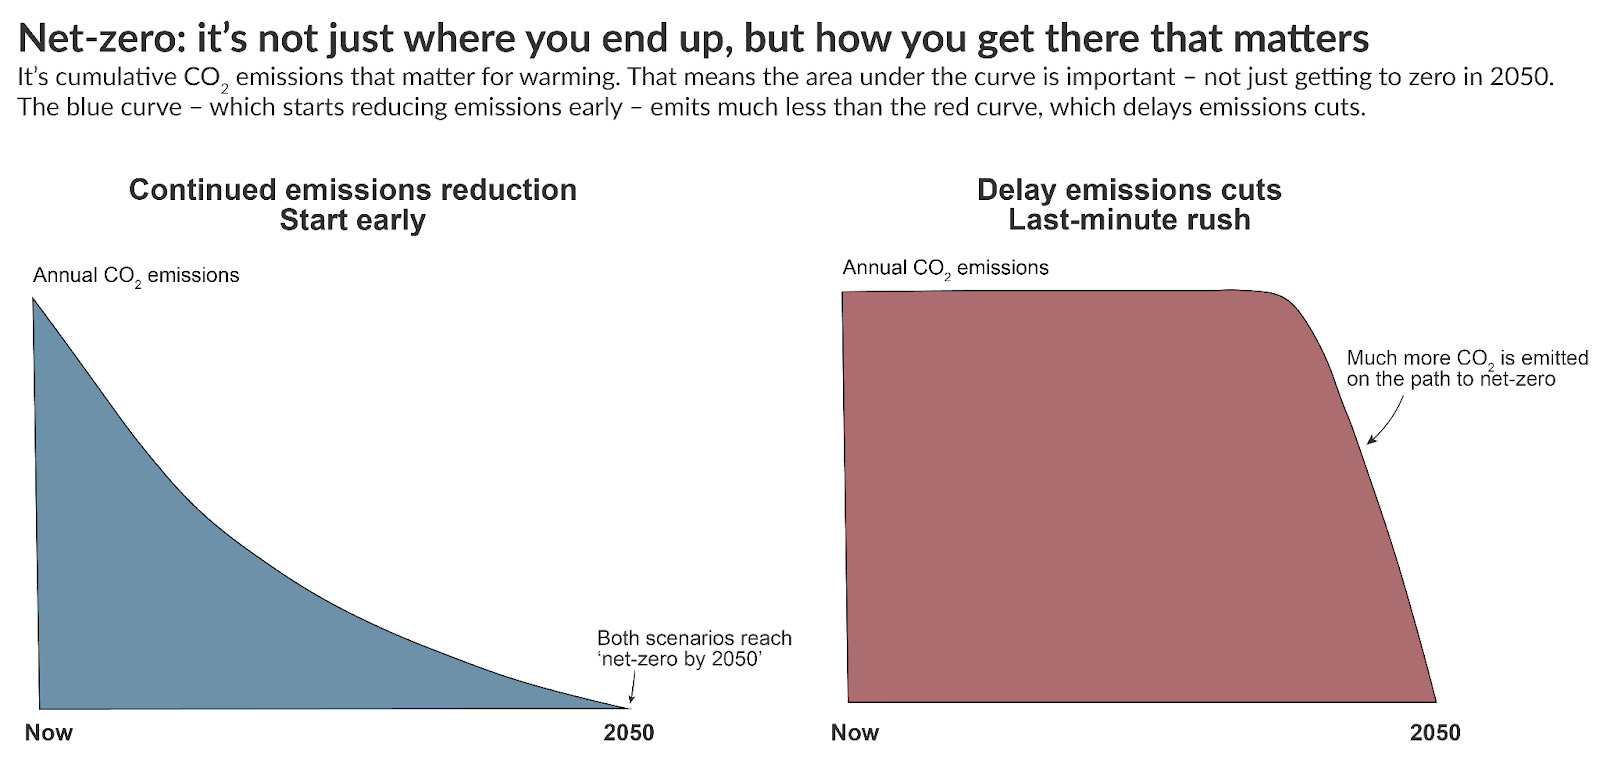 Net-zero: it’s not just where you end up, but how you get there that matters
It’s cumulative CO₂ emissions that matter for warming. That means the area under the curve is important – not just getting to zero in 2050.
The blue curve – which starts reducing emissions early – emits much less than the red curve, which delays emissions cuts.
Continued emissions reduction
Start early
Annual CO₂ emissions
Both scenarios reach
‘net-zero by 2050’
Now
2050
Delay emissions cuts
Last-minute rush
Annual CO₂ emissions
Much more CO₂ is emitted
on the path to net-zero
Now
2050